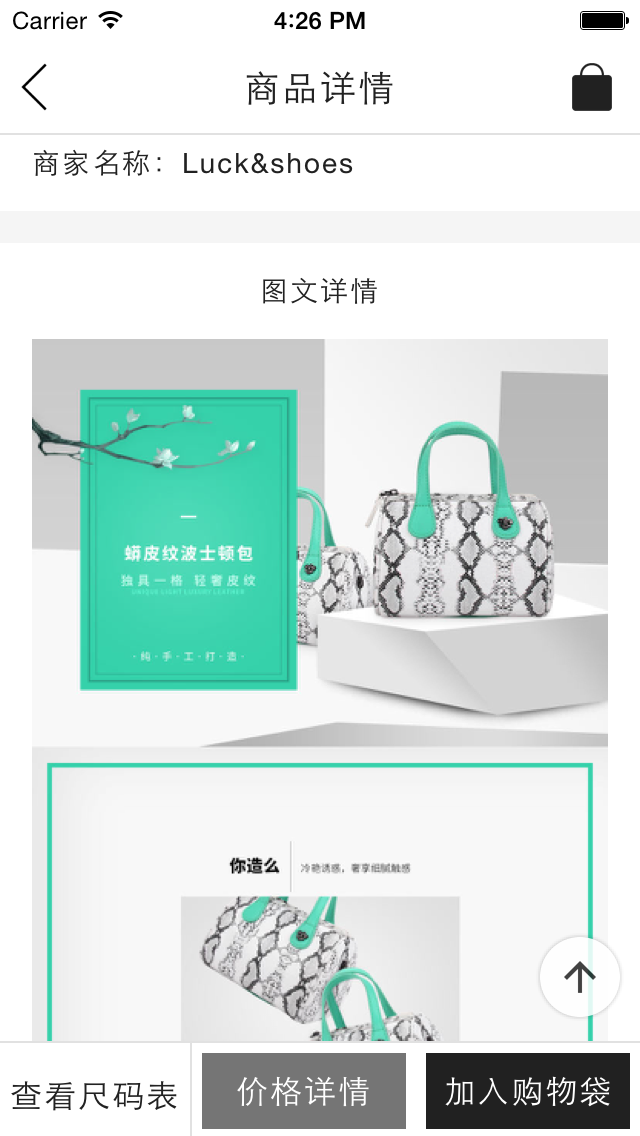 Carrier 4:26 PM
商品详情
商家名称：Luck&shoes
图文详情
蟒皮纹波士顿包
独具一格 轻奢皮纹
UNIQUE LIGHT LUXURY LEATHER
·纯·手·工·打·造·
你造么 冷艳诱惑，奢享细腻触感
查看尺码表 价格详情 加入购物袋